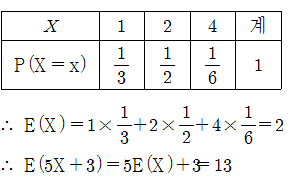 X 1 2 4 계
P(X=x) 1/3 1/2 1/6 1
∴ E(X)=1×1/3+2×1/2+4×1/6=2
∴ E(5X+3)=5E(X)+3=13